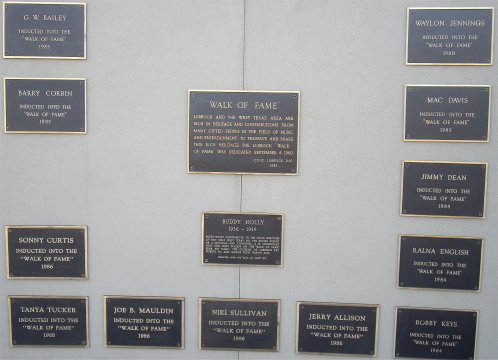 G W BAILEY
INDUCTED INTO THE
"WALK OF FAME"
1985
BARRY CORBIN
INDUCTED INTO THE
"WALK OF FAME"
1985
SONNY CURTIS
INDUCTED INTO THE
"WALK OF FAME"
1986
TANYA TUCKER
INDUCTED INTO THE
"WALK OF FAME"
JOE B. MAULDIN
INDUCTED INTO THE
"WALK OF FAME"
1986
"WALK OF FAME"
LUBBOCK AND THE WEST TEXAS AREA ARE
RICH IN HERITAGE AND CONTRIBUTIONS FROM
MANY GIFTED PEOPLE IN THE FIELD OF MUSIC
AND ENTERTAINMENT. TO PRESERVE AND SHARE
THIS RICH HERITAGE THE LUBBOCK "WALK
OF FAME" WAS DEDICATED SEPTEMBER 5, 1980.
CIVIC LUBBOCK, INC.
BUDDY HOLLY
1936 - 1959
NIKI SULLIVAN
INDUCTED INTO THE
"WALK OF FAME"
1986
JERRY ALLISON
INDUCTED INTO THE
"WALK OF FAME"
1986
WAYLON JENNINGS
INDUCTED INTO THE
"WALK OF FAME"
1980
MAC DAVIS
INDUCTED INTO THE
"WALK OF FAME"
1983
JIMMY DEAN
INDUCTED INTO THE
"WALK OF FAME"
1984
RALNA ENGLISH
INDUCTED INTO THE
"WALK OF FAME"
1984
BOBBY KEYS
INDUCTED INTO THE
"WALK OF FAME"
1984